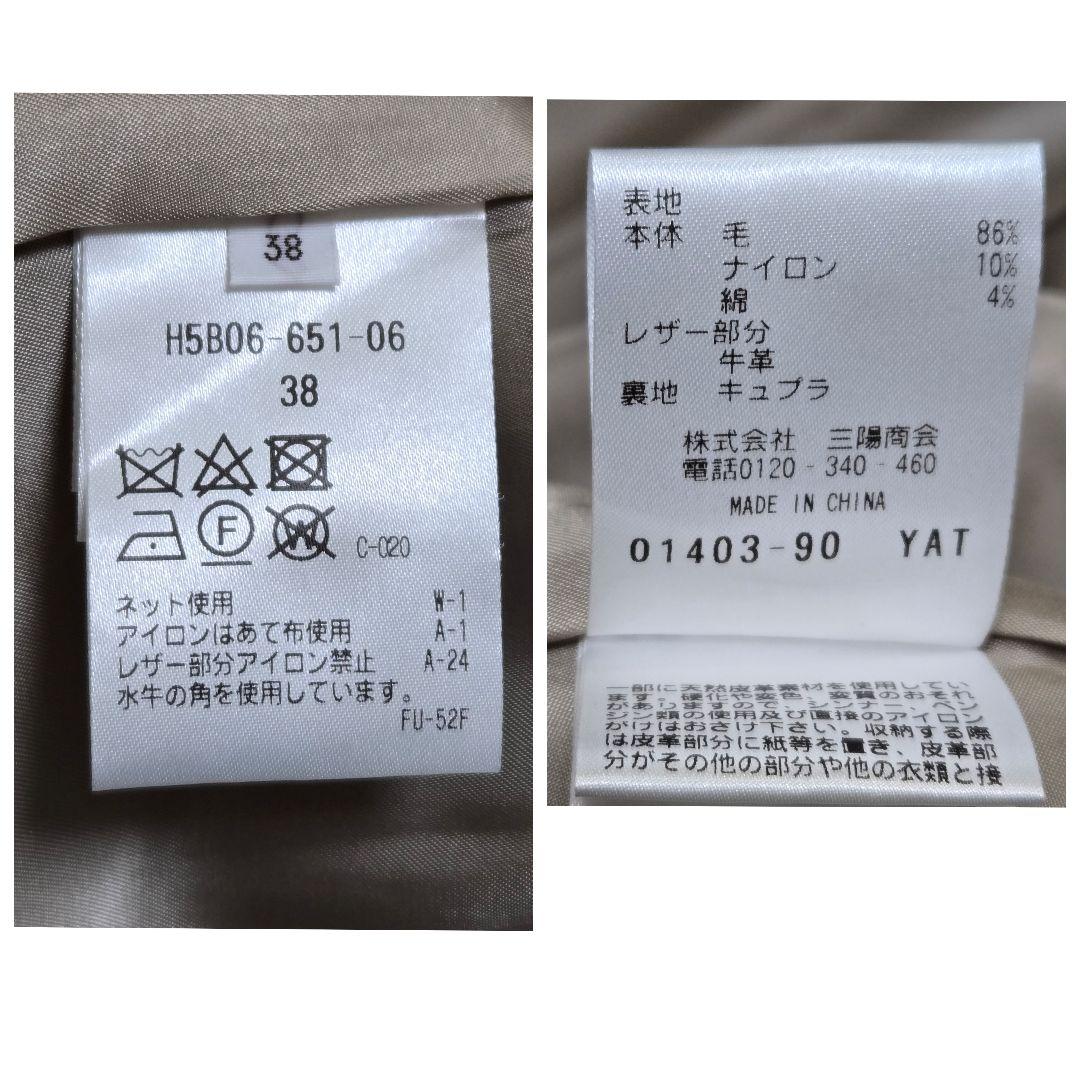 38
H5B06-651-06
38
F
W
C-020
ネット使用 W-1
アイロンはあて布使用 A-1
レザー部分アイロン禁止 A-24
水牛の角を使用しています。
FU-52F
表地
本体 毛 86%
ナイロン 10%
綿 4%
レザー部分
牛革
裏地 キュプラ
株式会社 三陽商会
電話0120-340-460
MADE IN CHINA
01403-90 YAT
一部に天然皮革素材を使用してい
ます。硬化や変色、変質のおそれ
がありますので、シンナー、ベン
ジン類の使用及び直接のアイロン
がけはおさけ下さい。収納する際
は皮革部分に紙等を置き、皮革部
分がその他の部分や他の衣類と接